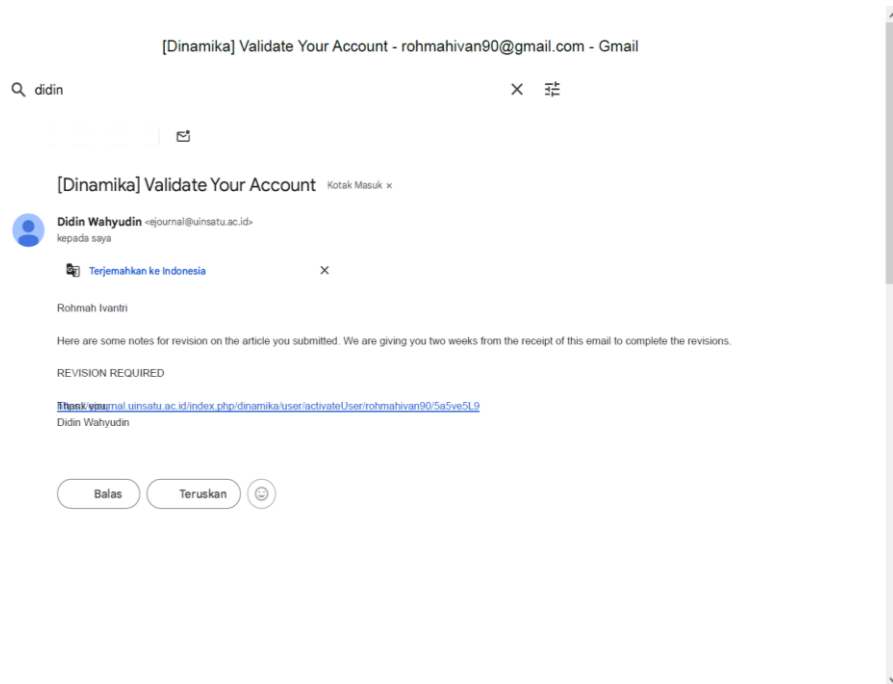 [Dinamika] Validate Your Account - rohmahivan90@gmail.com - Gmail
didin
[Dinamika] Validate Your Account Kotak Masuk ×
Didin Wahyudin <ejournal@uinsatu.ac.id>
kepada saya
Terjemahkan ke Indonesia
Rohmah Ivantri
Here are some notes for revision on the article you submitted. We are giving you two weeks from the receipt of this email to complete the revisions.
REVISION REQUIRED
Thank you,
ejournal.uinsatu.ac.id/index.php/dinamika/user/activateUser/rohmahivan90/5a5ve5L9
Didin Wahyudin
Balas
Teruskan